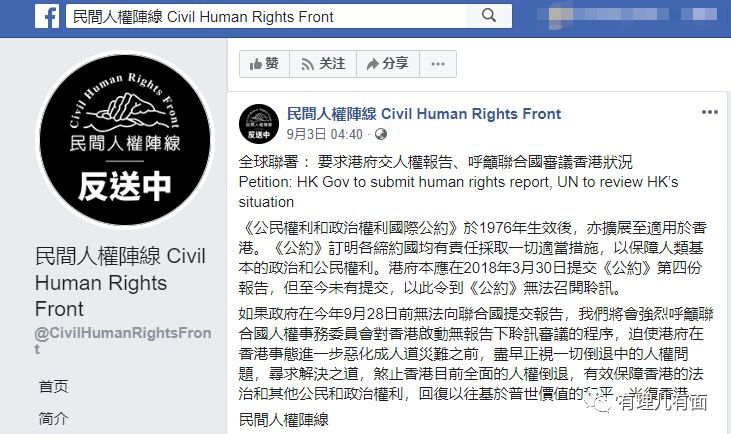 民間人權陣線 Civil Human Rights Front
赞
关注
分享
Civil Human Rights Front
民間人權陣線
反送中
民間人權陣線 Civil
Human Rights
Front
@CivilHumanRightsFron
t
首页
简介
民間人權陣線 Civil Human Rights Front
9月3日 04:40
全球聯署：要求港府交人權報告、呼籲聯合國審議香港狀況
Petition: HK Gov to submit human rights report, UN to review HK's
situation
《公民權利和政治權利國際公約》於1976年生效後，亦擴展至適用於香
港。《公約》訂明各締約國均有責任採取一切適當措施，以保障人類基
本的政治和公民權利。港府本應在2018年3月30日提交《公約》第四份
報告，但至今未有提交，以此令到《公約》無法召開聆訊。
如果政府在今年9月28日前無法向聯合國提交報告，我們將會強烈呼籲聯
合國人權事務委員會對香港啟動無報告下聆訊審議的程序，迫使港府在
香港事態進一步惡化成人道災難之前，盡早正視一切倒退中的人權問
題，尋求解決之道，煞止香港目前全面的人權倒退，有效保障香港的法
治和其他公民和政治權利，回復以往基於普世價值的和平，光復香港
民間人權陣線
有理儿有面